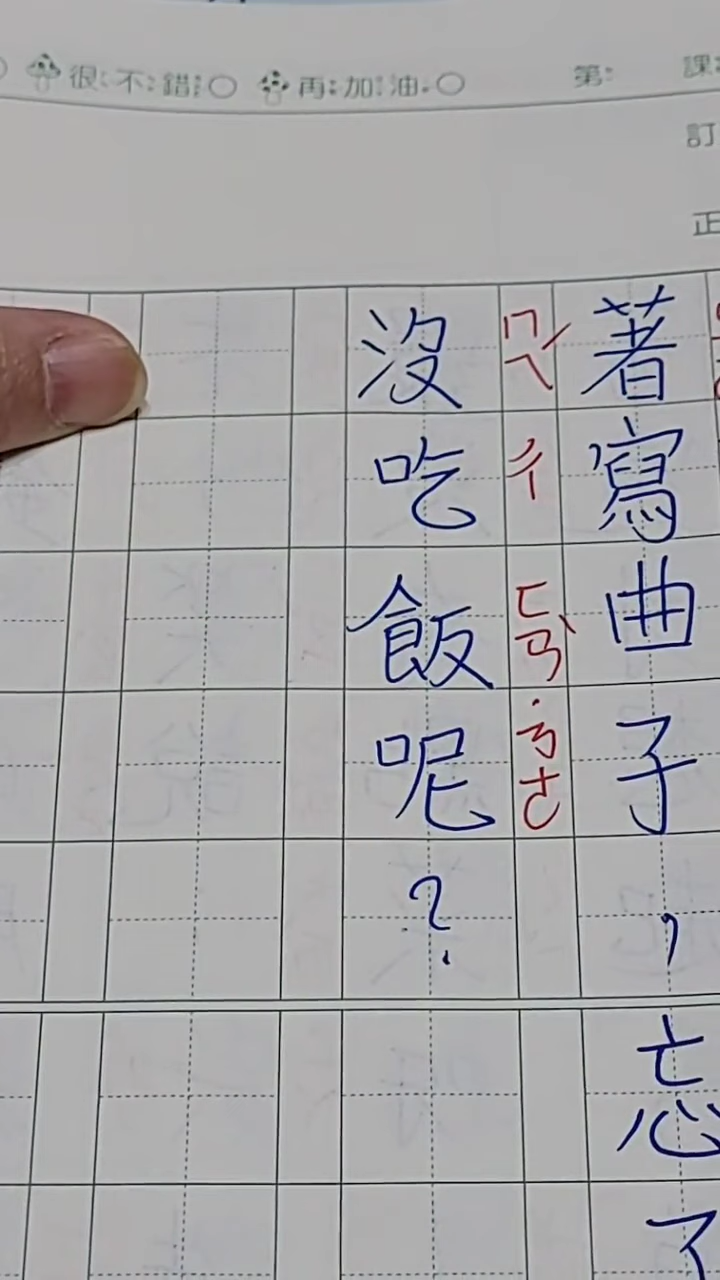 很不錯○ 再加油○ 第 課
訂
正
著寫曲子，忘了
沒吃飯呢？
ㄇㄟˊ ㄔ ㄈㄢˋ ˙ㄋㄜ